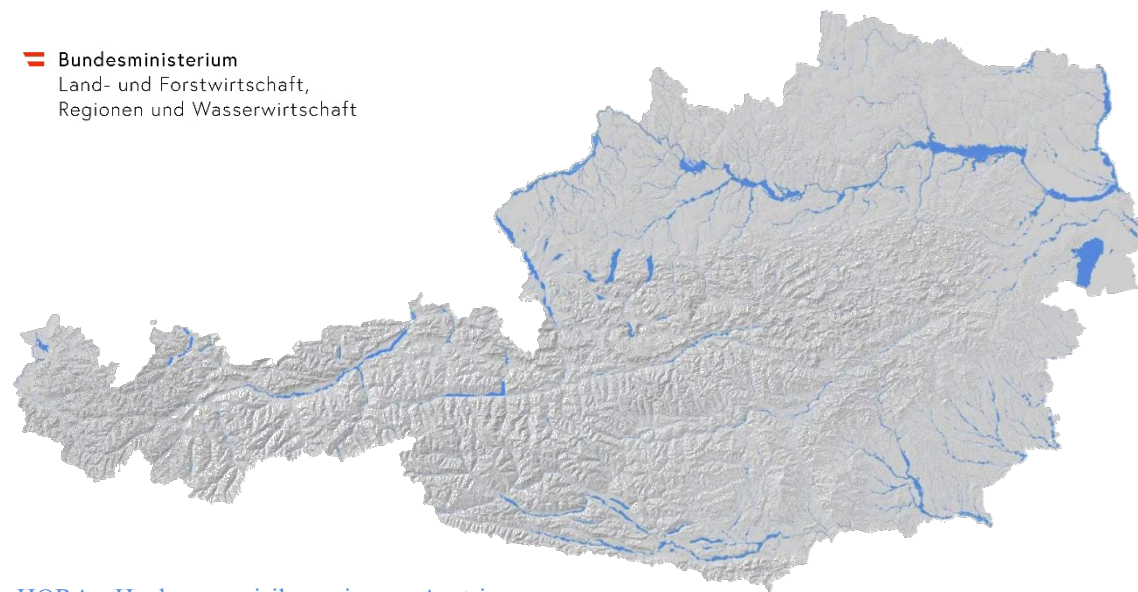 Bundesministerium
Land- und Forstwirtschaft,
Regionen und Wasserwirtschaft